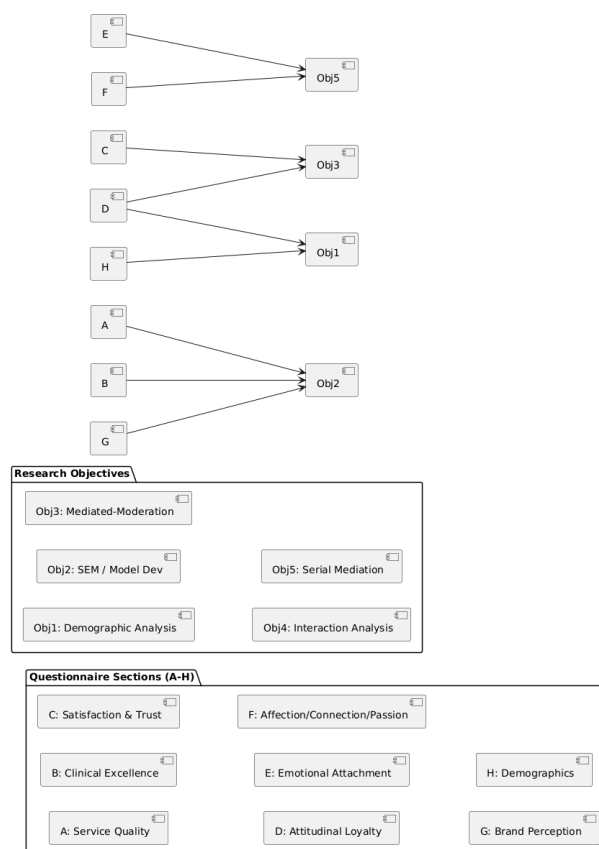 E
F
Obj5
C
D
Obj3
H
Obj1
A
B
Obj2
G
Research Objectives
Obj3: Mediated-Moderation
Obj2: SEM / Model Dev
Obj5: Serial Mediation
Obj1: Demographic Analysis
Obj4: Interaction Analysis
Questionnaire Sections (A-H)
C: Satisfaction & Trust
F: Affection/Connection/Passion
B: Clinical Excellence
E: Emotional Attachment
H: Demographics
A: Service Quality
D: Attitudinal Loyalty
G: Brand Perception